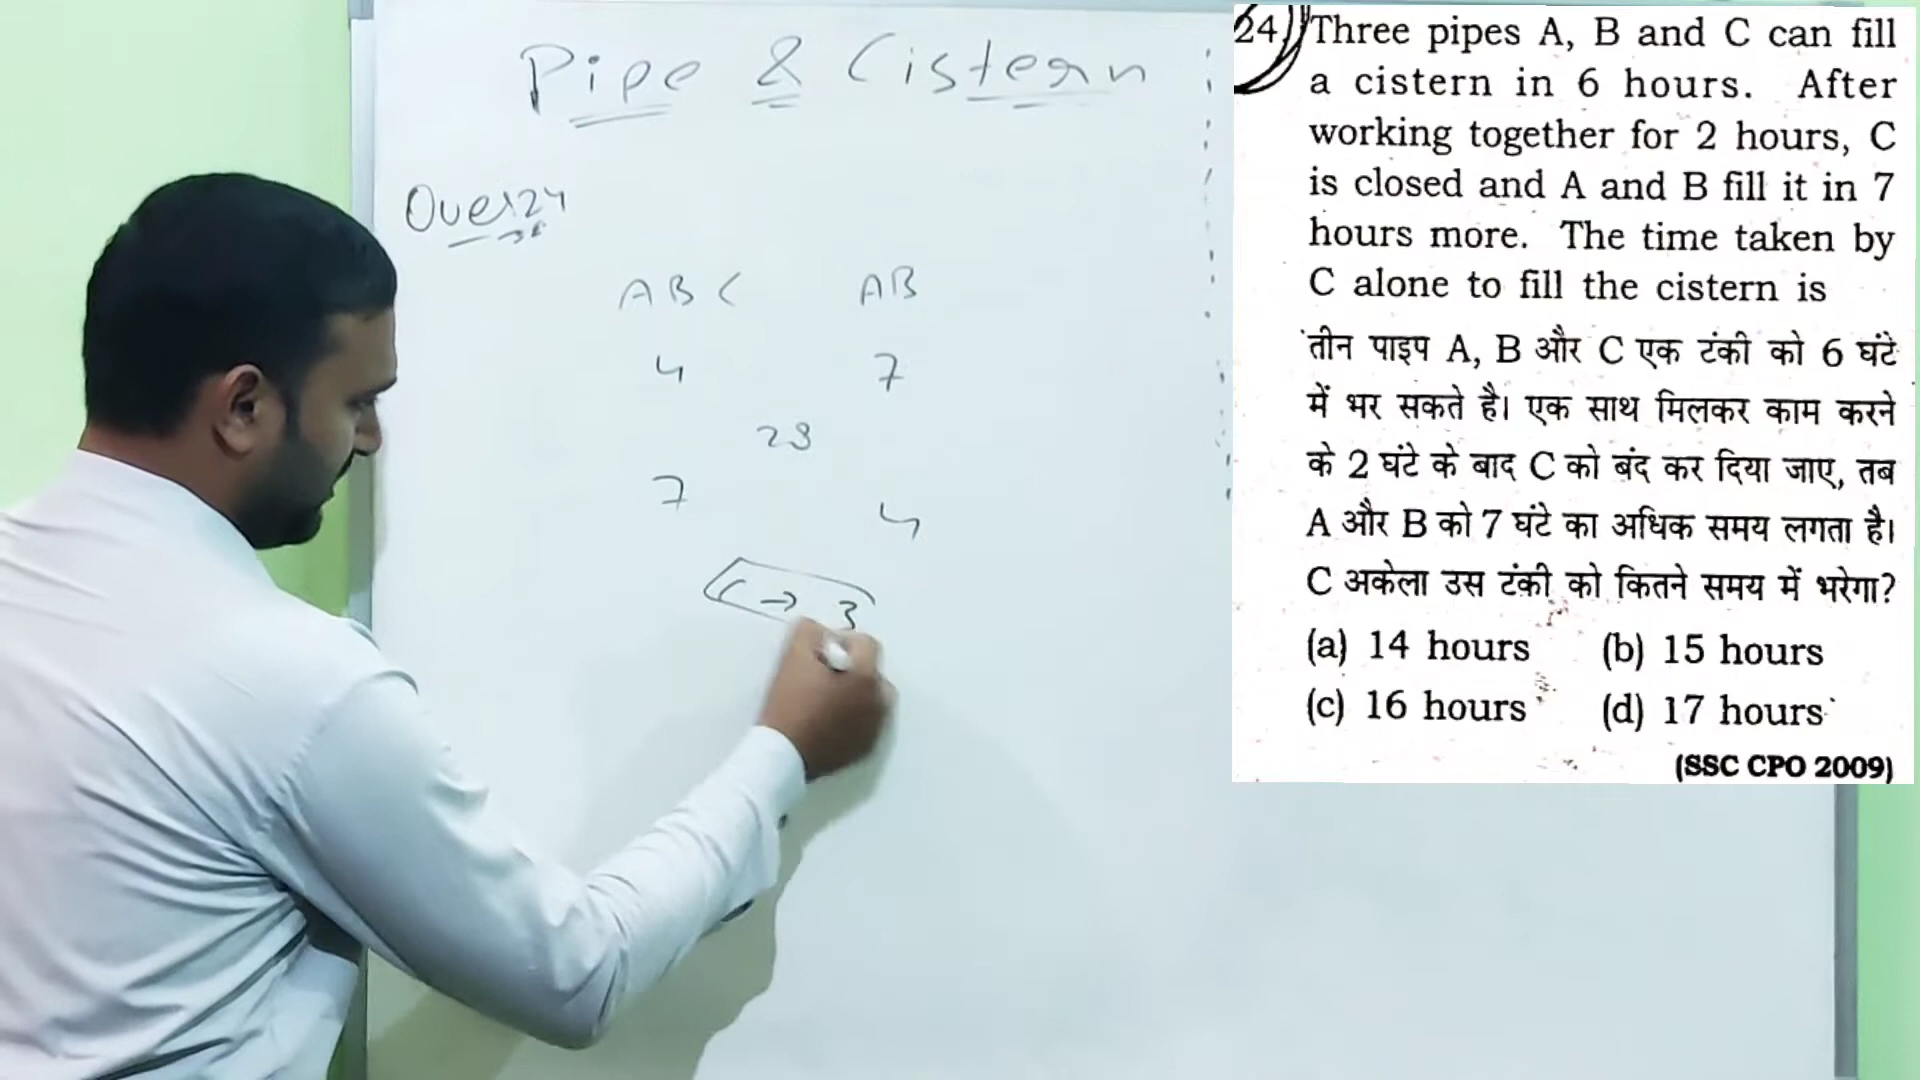 Pipe & Cistern
Ques24
ABC AB
4 7
28
7
4
C → 3
24) Three pipes A, B and C can fill
a cistern in 6 hours. After
working together for 2 hours, C
is closed and A and B fill it in 7
hours more. The time taken by
C alone to fill the cistern is
तीन पाइप A, B और C एक टंकी को 6 घंटे
में भर सकते है। एक साथ मिलकर काम करने
के 2 घंटे के बाद C को बंद कर दिया जाए, तब
A और B को 7 घंटे का अधिक समय लगता है।
C अकेला उस टंकी को कितने समय में भरेगा?
(a) 14 hours (b) 15 hours
(c) 16 hours (d) 17 hours
(SSC CPO 2009)